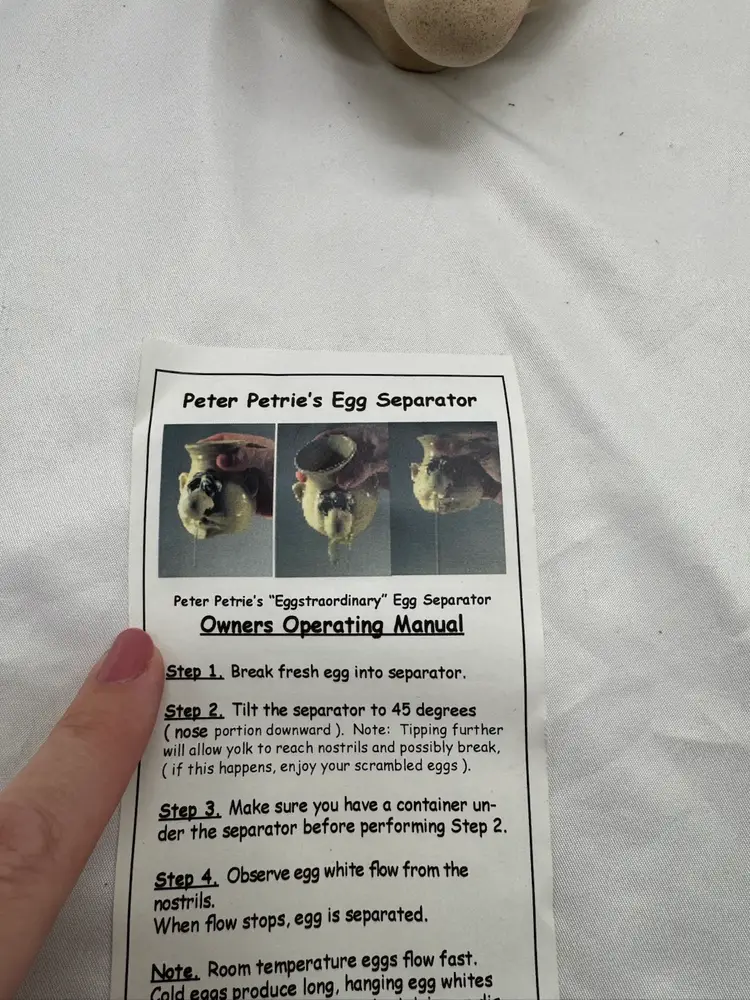 Peter Petrie's Egg Separator
Peter Petrie's "Eggstraordinary" Egg Separator
Owners Operating Manual
Step 1. Break fresh egg into separator.
Step 2. Tilt the separator to 45 degrees
( nose portion downward ). Note: Tipping further
will allow yolk to reach nostrils and possibly break,
( if this happens, enjoy your scrambled eggs ).
Step 3. Make sure you have a container un-
der the separator before performing Step 2.
Step 4. Observe egg white flow from the
nostrils.
When flow stops, egg is separated.
Note. Room temperature eggs flow fast.
Cold eggs produce long, hanging egg whites